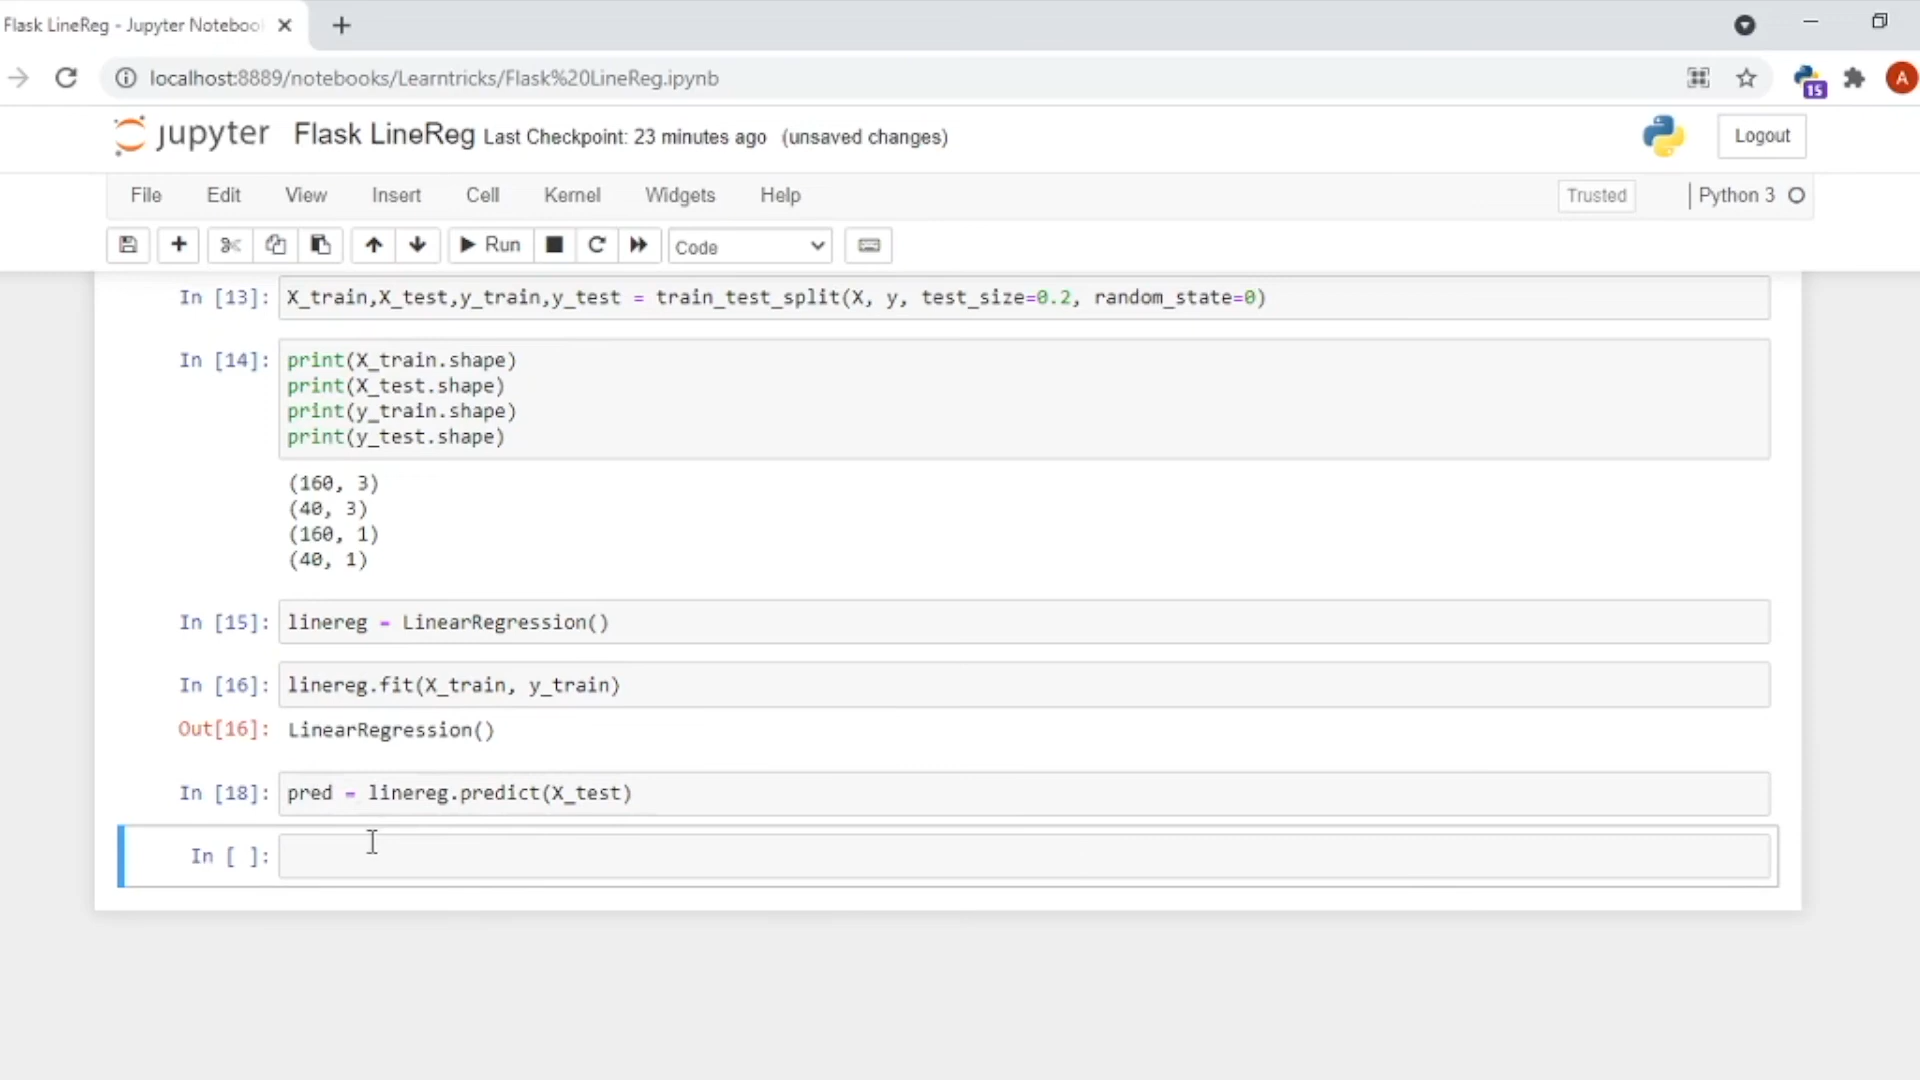 Flask LineReg - Jupyter Noteboo
localhost:8889/notebooks/Learntricks/Flask%20LineReg.ipynb
15
A
jupyter Flask LineReg Last Checkpoint: 23 minutes ago (unsaved changes)
Logout
File Edit View Insert Cell Kernel Widgets Help
Trusted
Python 3
Run
Code
In [13]: X_train,X_test,y_train,y_test = train_test_split(X, y, test_size=0.2, random_state=0)
In [14]: print(X_train.shape)
print(X_test.shape)
print(y_train.shape)
print(y_test.shape)
(160, 3)
(40, 3)
(160, 1)
(40, 1)
In [15]: linereg = LinearRegression()
In [16]: linereg.fit(X_train, y_train)
Out[16]: LinearRegression()
In [18]: pred = linereg.predict(X_test)
In [ ]: